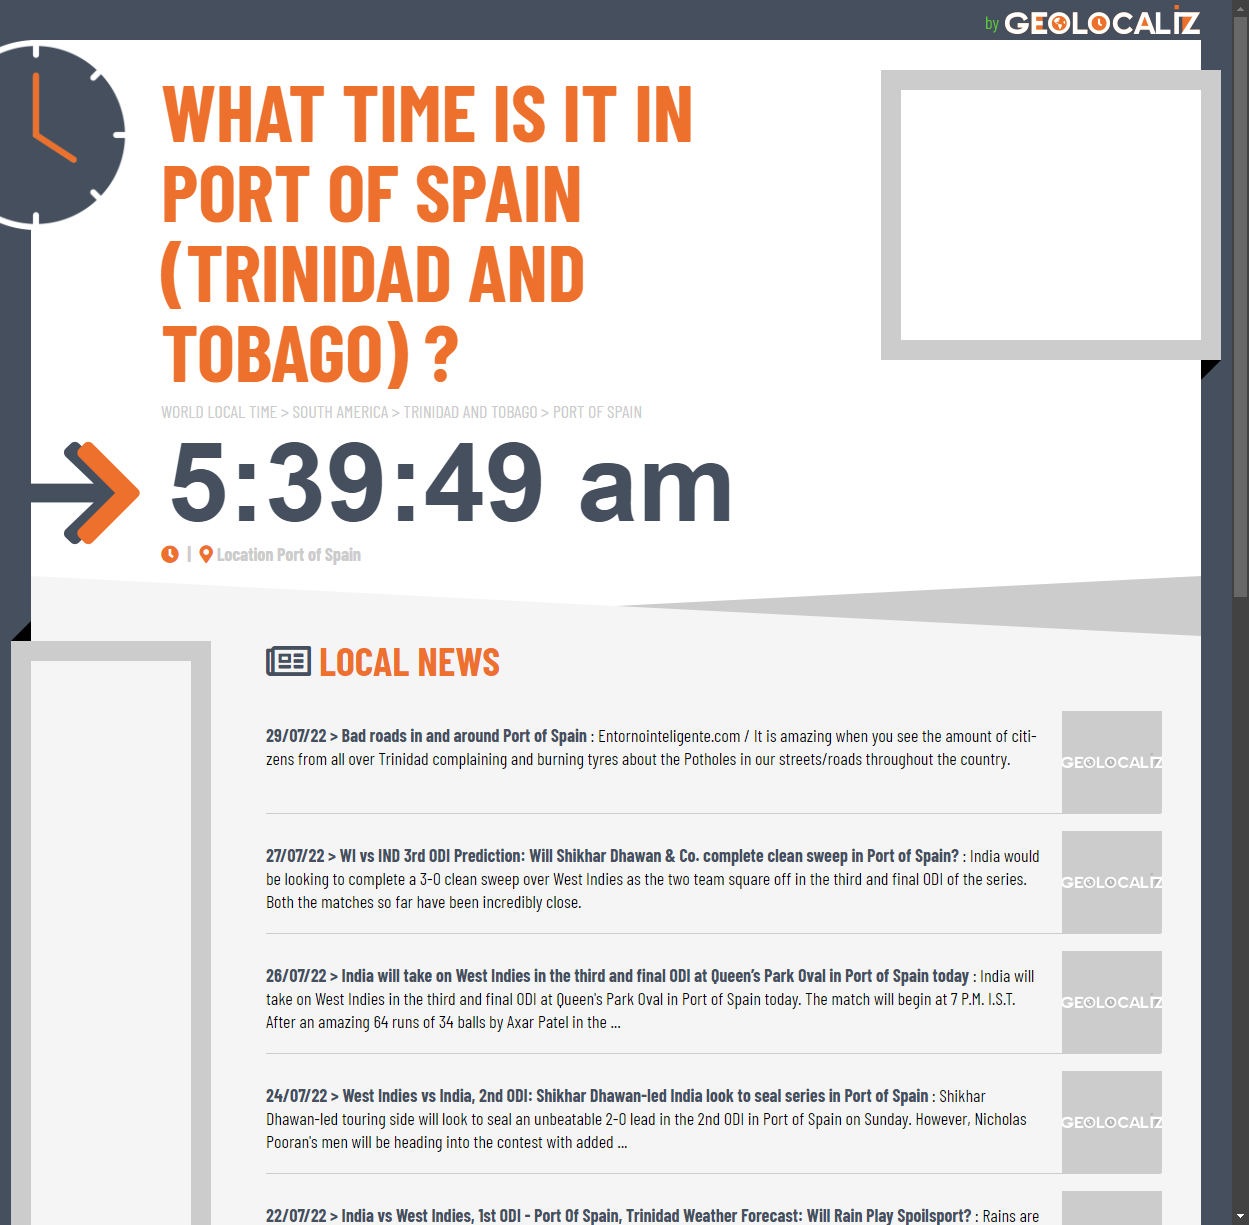 by GEOLOCALIZ
WHAT TIME IS IT IN
PORT OF SPAIN
(TRINIDAD AND
TOBAGO) ?
WORLD LOCAL TIME > SOUTH AMERICA > TRINIDAD AND TOBAGO > PORT OF SPAIN
5:39:49 am
| Location Port of Spain
LOCAL NEWS
29/07/22 > Bad roads in and around Port of Spain : Entornointeligente.com / It is amazing when you see the amount of citi-
zens from all over Trinidad complaining and burning tyres about the Potholes in our streets/roads throughout the country.
GEOLOCALIZ
27/07/22 > WI vs IND 3rd ODI Prediction: Will Shikhar Dhawan & Co. complete clean sweep in Port of Spain? : India would
be looking to complete a 3-0 clean sweep over West Indies as the two team square off in the third and final ODI of the series.
Both the matches so far have been incredibly close.
GEOLOCALIZ
26/07/22 > India will take on West Indies in the third and final ODI at Queen's Park Oval in Port of Spain today : India will
take on West Indies in the third and final ODI at Queen's Park Oval in Port of Spain today. The match will begin at 7 P.M. I.S.T.
After an amazing 64 runs of 34 balls by Axar Patel in the ...
GEOLOCALIZ
24/07/22 > West Indies vs India, 2nd ODI: Shikhar Dhawan-led India look to seal series in Port of Spain : Shikhar
Dhawan-led touring side will look to seal an unbeatable 2-0 lead in the 2nd ODI in Port of Spain on Sunday. However, Nicholas
Pooran's men will be heading into the contest with added ...
GEOLOCALIZ
22/07/22 > India vs West Indies, 1st ODI - Port Of Spain, Trinidad Weather Forecast: Will Rain Play Spoilsport? : Rains are